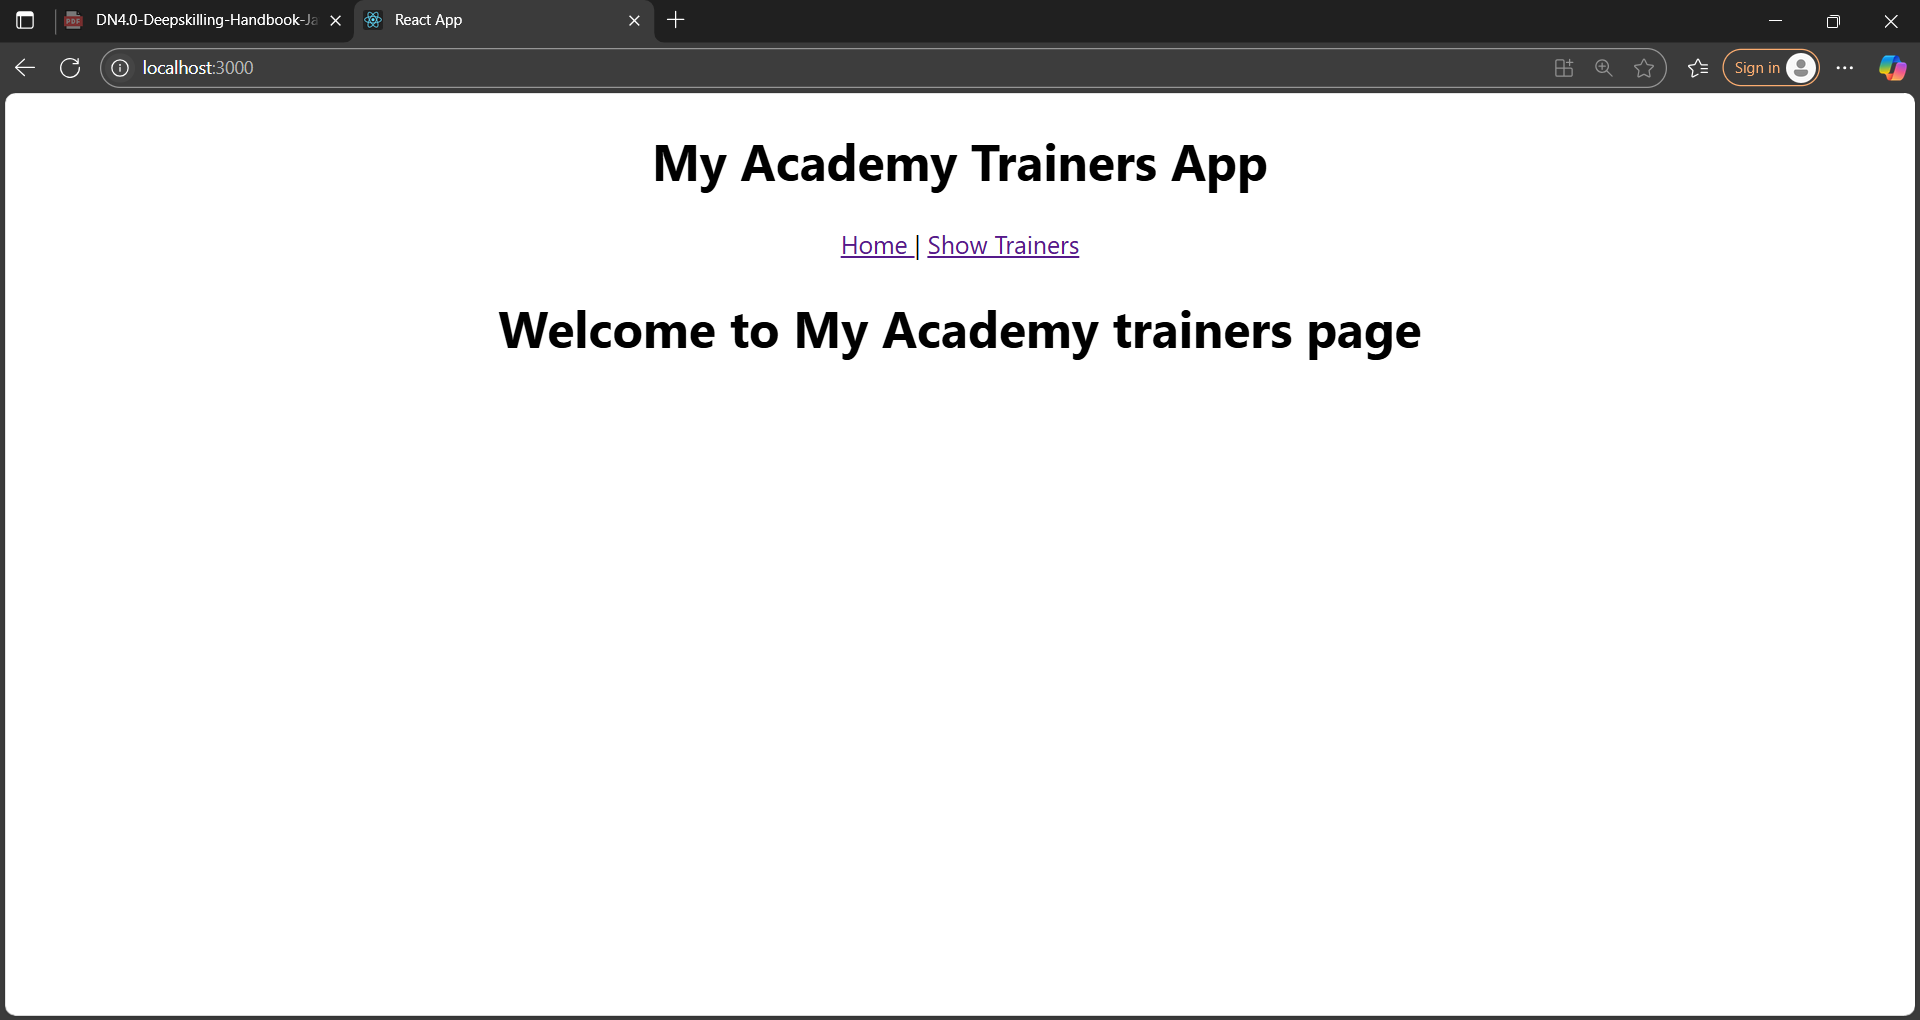 DN4.0-Deepskilling-Handbook-Ja
React App
localhost:3000
Sign in
My Academy Trainers App
Home | Show Trainers
Welcome to My Academy trainers page